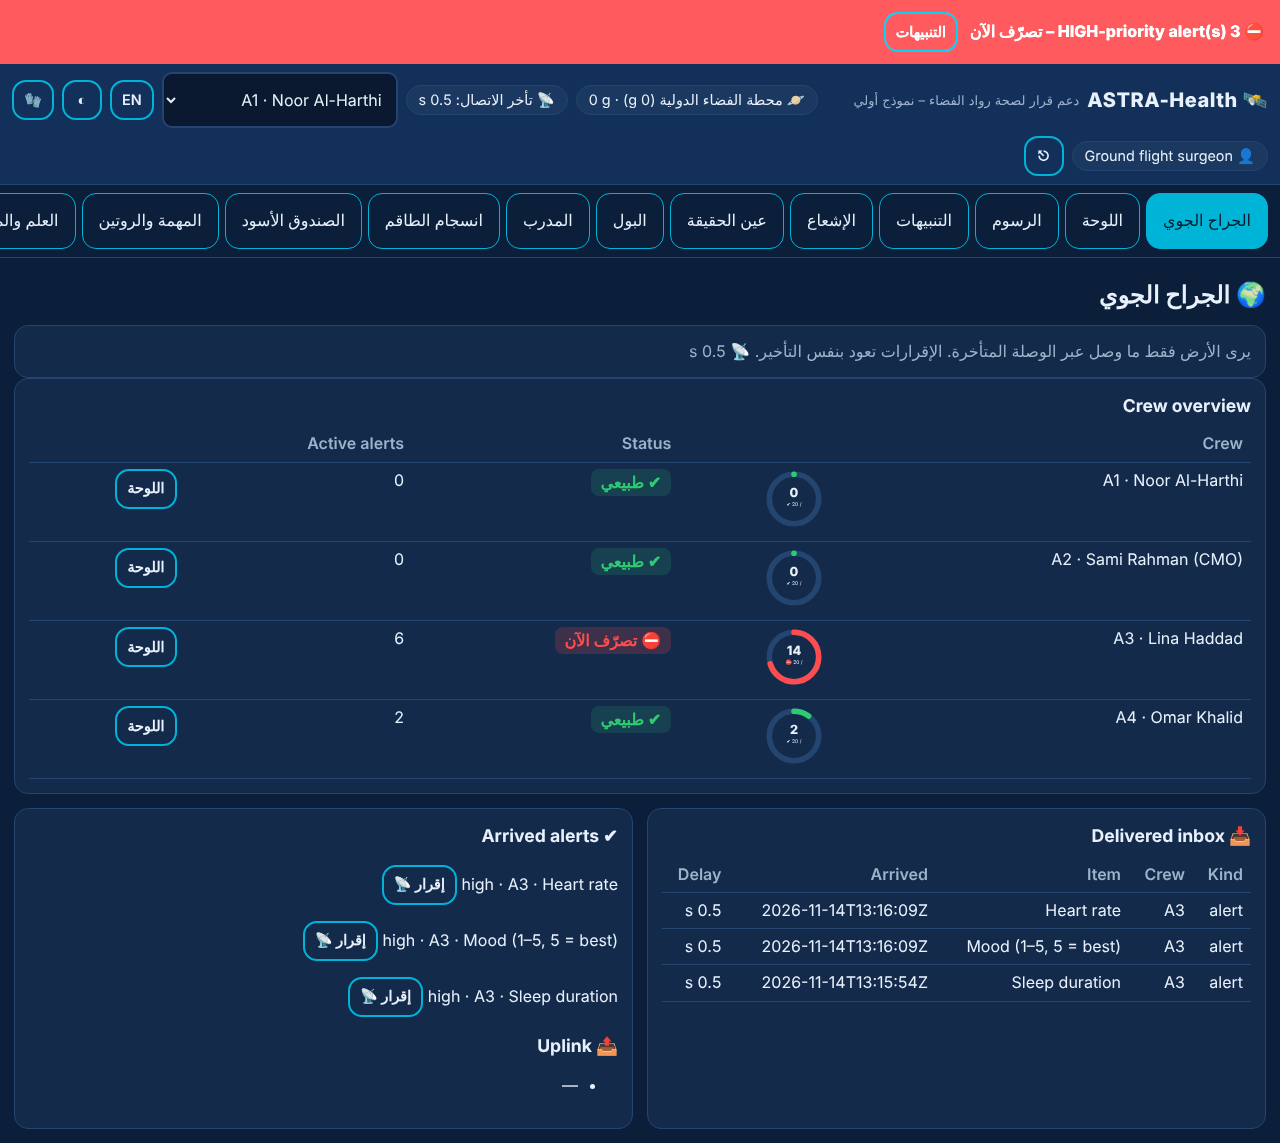 ⛔ 3 HIGH-priority alert(s) – تصرّف الآن التنبيهات
🛰️ ASTRA-Health دعم قرار لصحة رواد الفضاء – نموذج أولي 🪐 محطة الفضاء الدولية (0 g) · 0 g 📡 تأخر الاتصال: 0.5 s A1 · Noor Al-Harthi EN
👤 Ground flight surgeon
الجراح الجوي اللوحة الرسوم التنبيهات الإشعاع عين الحقيقة البول المدرب انسجام الطاقم الصندوق الأسود المهمة والروتين
🌍 الجراح الجوي
يرى الأرض فقط ما وصل عبر الوصلة المتأخرة. الإقرارات تعود بنفس التأخير. 📡 0.5 s
Crew overview
Crew Status Active alerts
A1 · Noor Al-Harthi 0 / 20 ✔ ✔ طبيعي 0 اللوحة
A2 · Sami Rahman (CMO) 0 / 20 ✔ ✔ طبيعي 0 اللوحة
A3 · Lina Haddad 14 / 20 ⛔ ⛔ تصرّف الآن 6 اللوحة
A4 · Omar Khalid 2 / 20 ✔ ✔ طبيعي 2 اللوحة
📥 Delivered inbox
Kind Crew Item Arrived Delay
alert A3 Heart rate 2026-11-14T13:16:09Z 0.5 s
alert A3 Mood (1–5, 5 = best) 2026-11-14T13:16:09Z 0.5 s
alert A3 Sleep duration 2026-11-14T13:15:54Z 0.5 s
✔ Arrived alerts
high · A3 · Heart rate إقرار 📡
high · A3 · Mood (1–5, 5 = best) إقرار 📡
high · A3 · Sleep duration إقرار 📡
📤 Uplink
• —